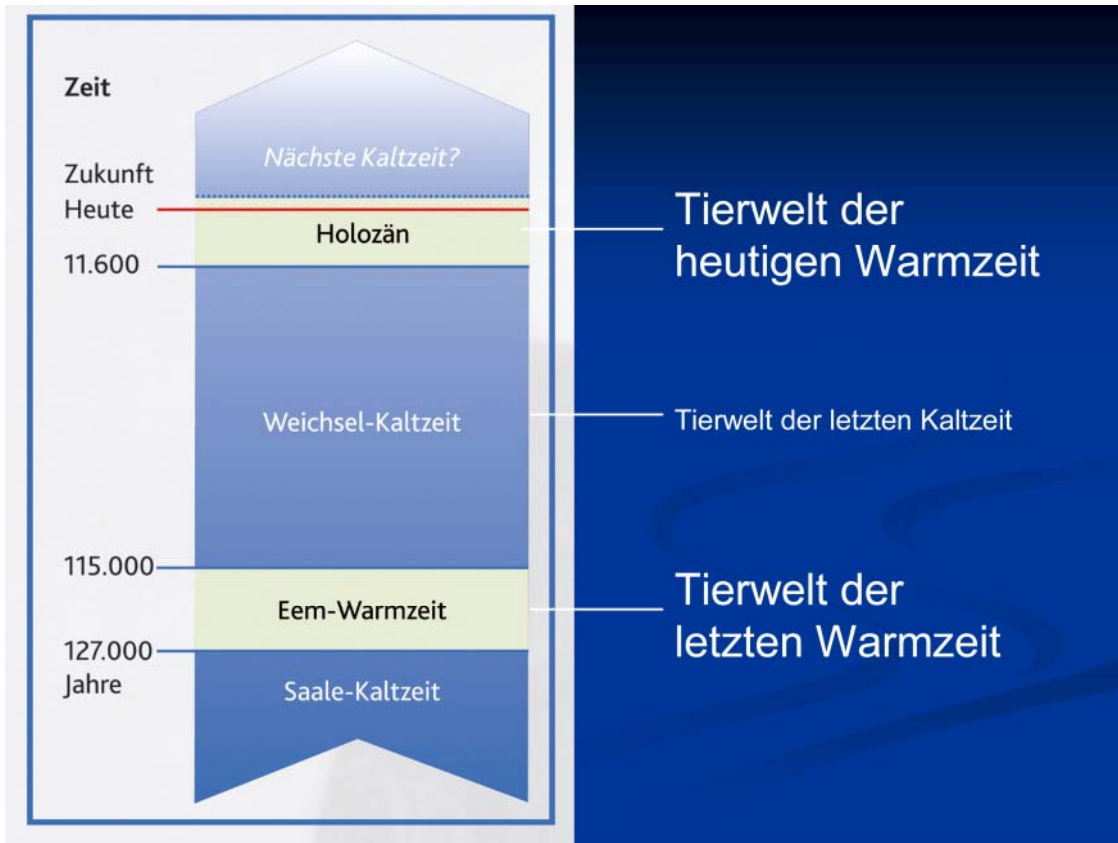 Zeit
Nächste Kaltzeit?
Zukunft
Heute
Holozän
11.600
Tierwelt der
heutigen Warmzeit
Weichsel-Kaltzeit
Tierwelt der letzten Kaltzeit
115.000
Eem-Warmzeit
Tierwelt der
letzten Warmzeit
127.000
Jahre
Saale-Kaltzeit